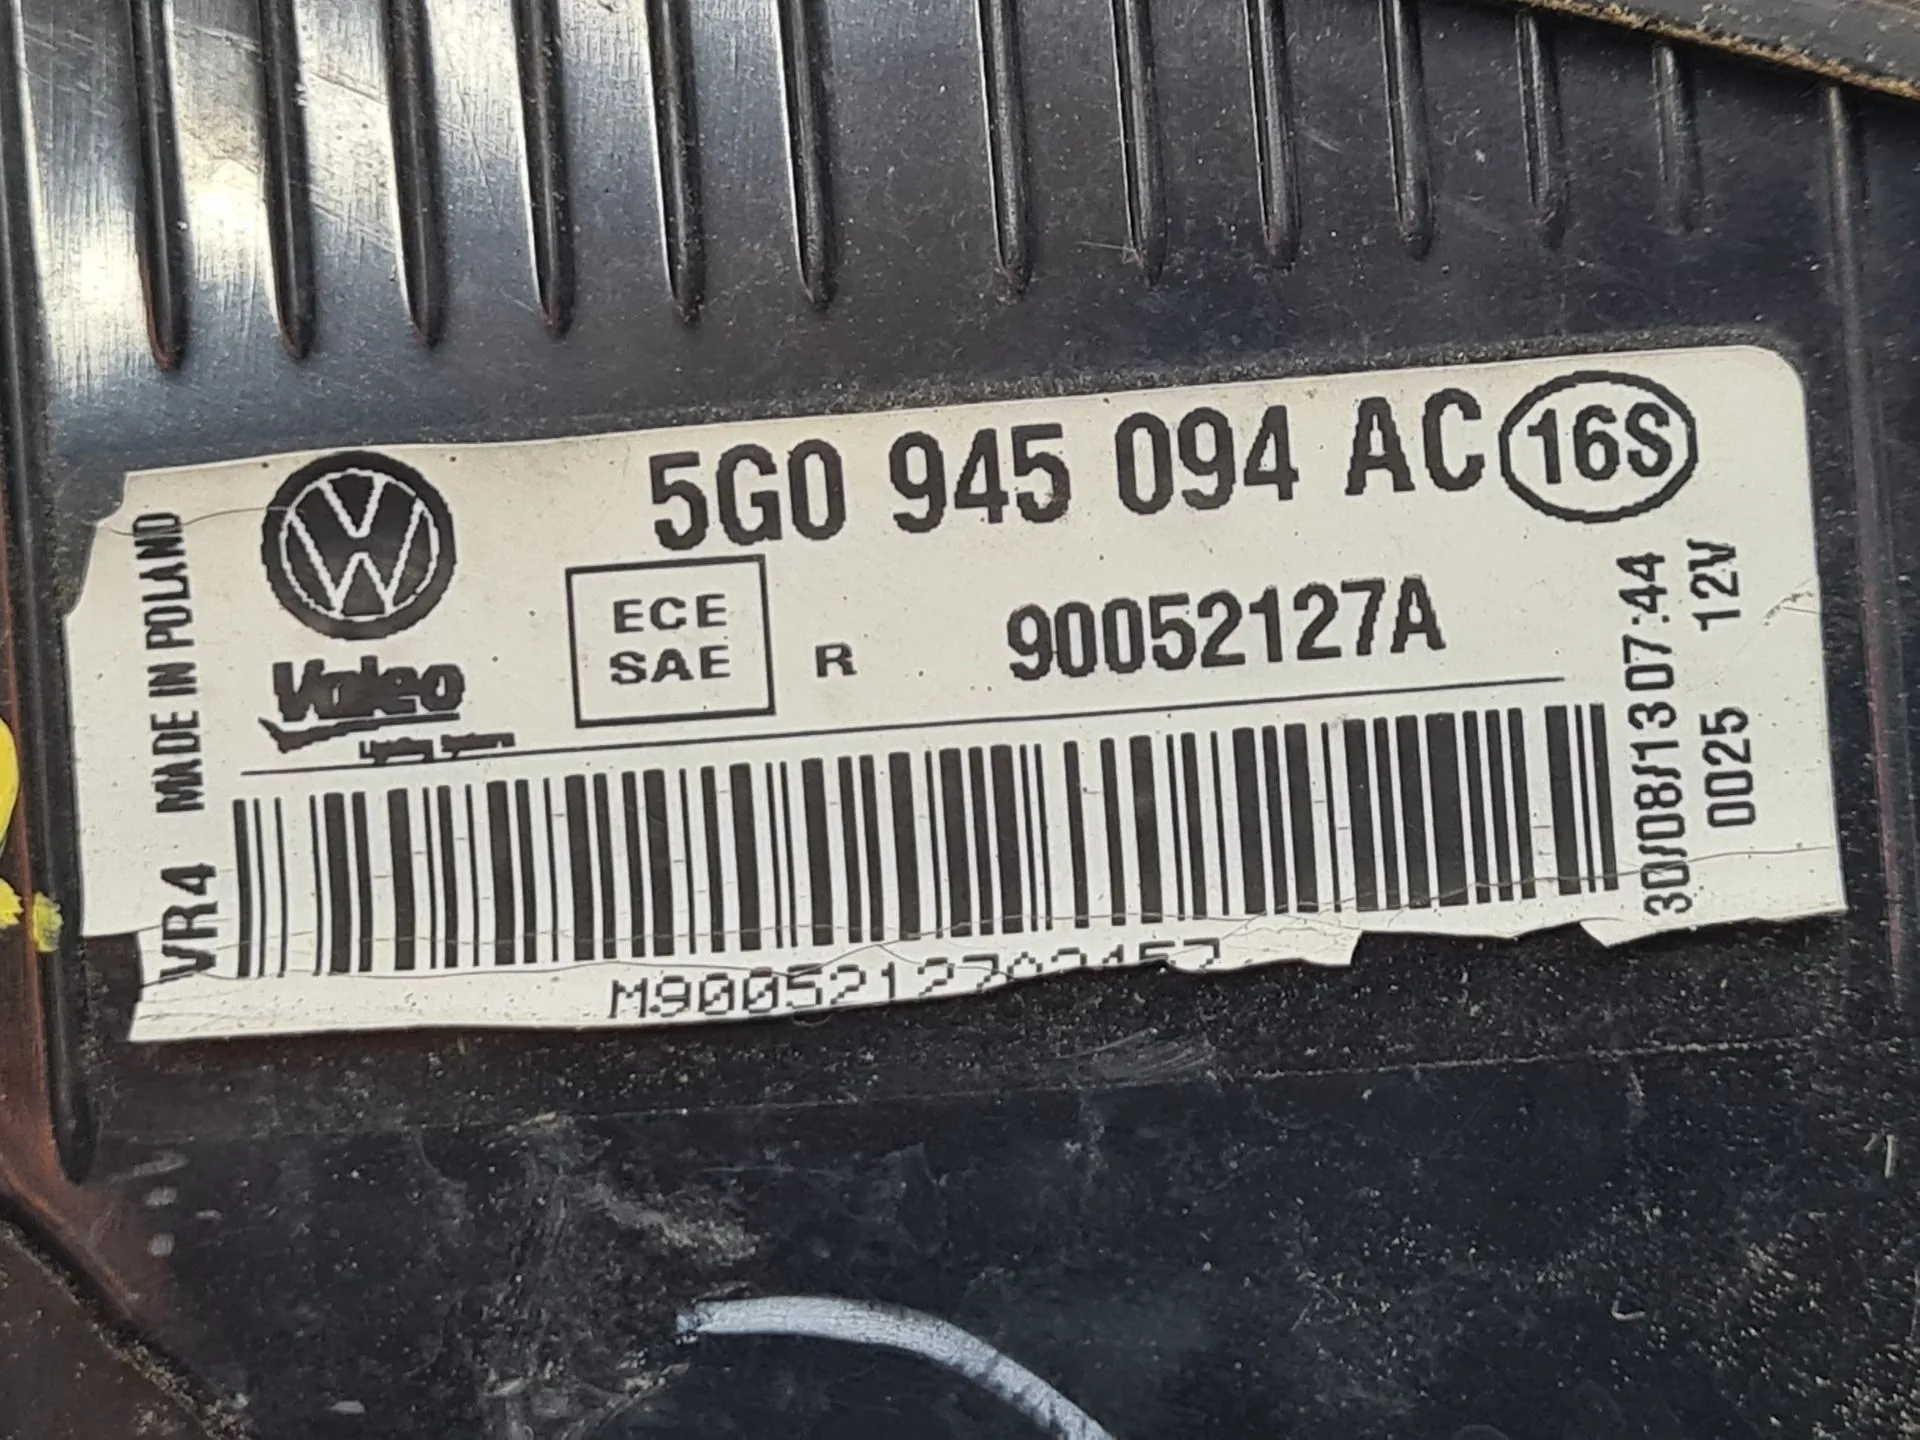 5G0 945 094 AC 16S
ECE
SAE
R
90052127A
Valeo
MADE IN POLAND
VR4
30/08/13 07:44
0025 12V